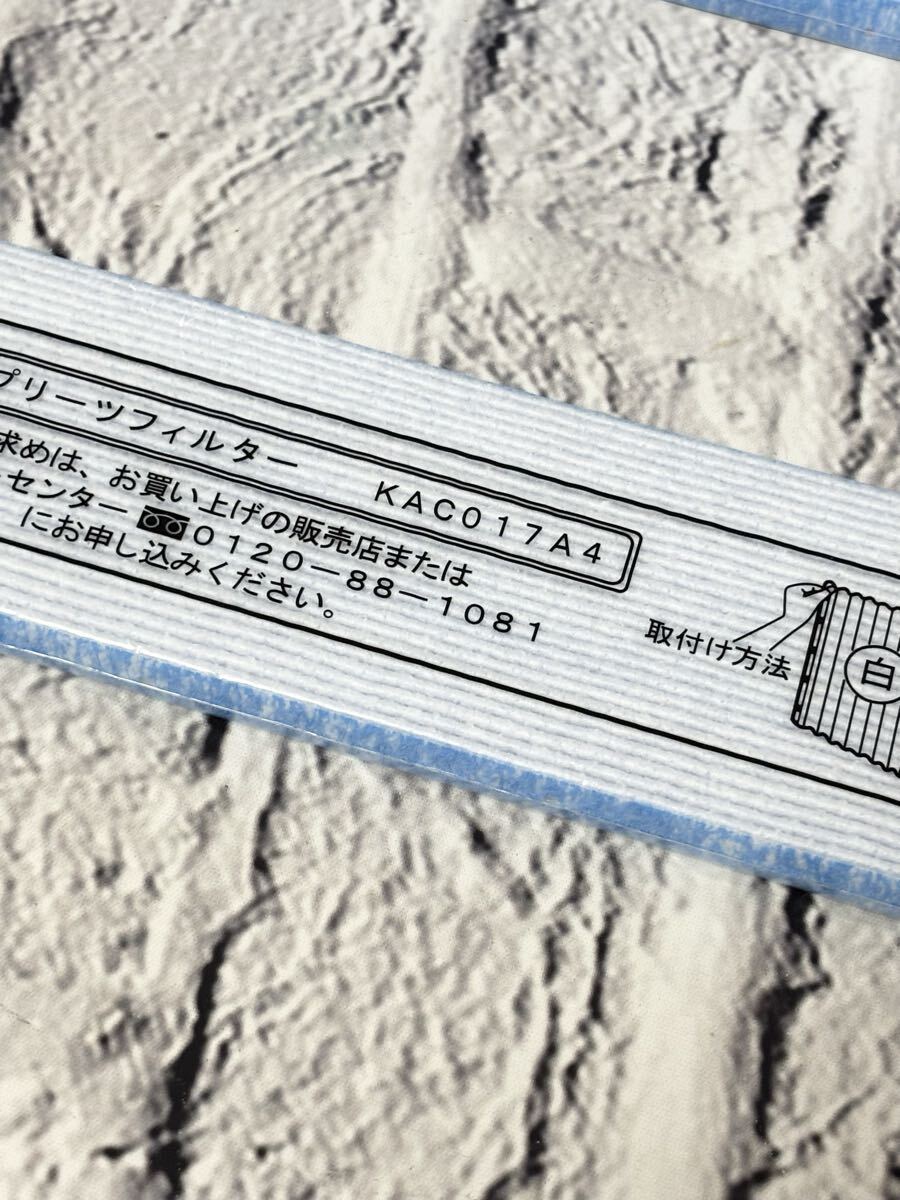 プリーツフィルター KAC017A4
求めは、お買い上げの販売店または
センター 0120-88-1081
にお申し込みください。
取付け方法
白